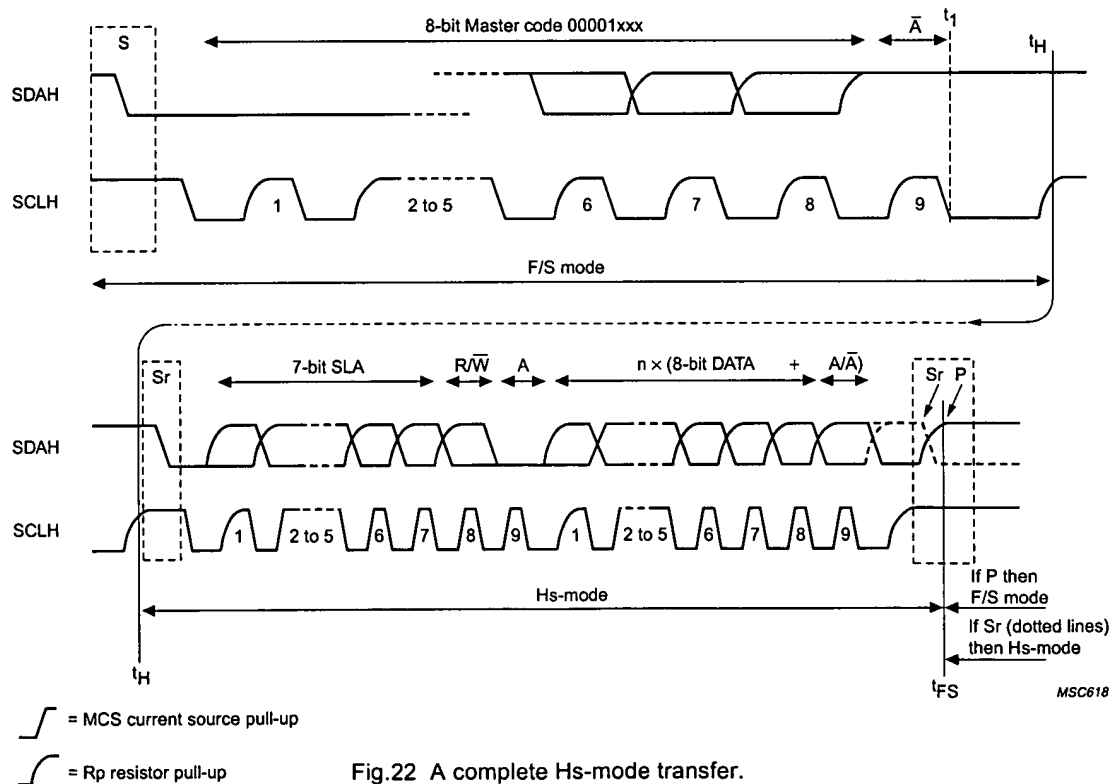 8-bit Master code 00001xxx
A̅
t1
S
tH
SDAH
SCLH
1
2 to 5
6
7
8
9
F/S mode
7-bit SLA
R/W̅
A
n × (8-bit DATA + A/A̅)
Sr
Sr P
SDAH
SCLH
1
2 to 5
6
7
8
9
1
2 to 5
6
7
8
9
Hs-mode
If P then
F/S mode
If Sr (dotted lines)
then Hs-mode
tH
tFS
MSC618
= MCS current source pull-up
= Rp resistor pull-up
Fig.22 A complete Hs-mode transfer.